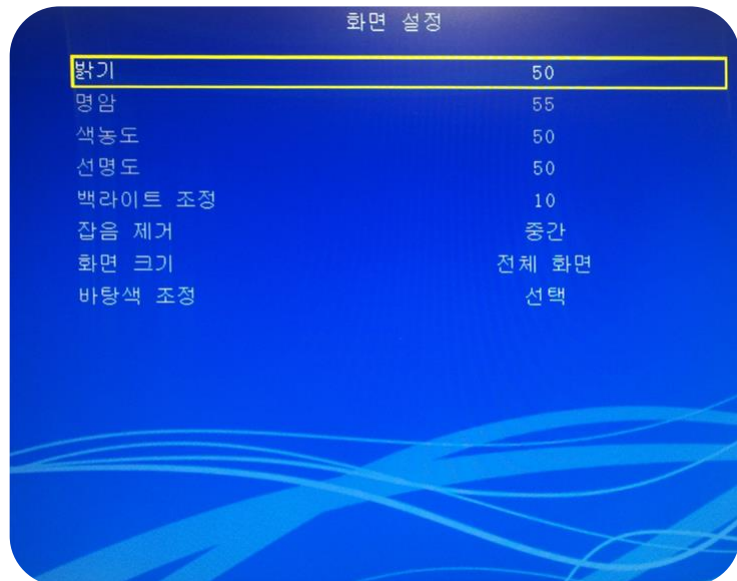 화면 설정
밝기 50
명암 55
색농도 50
선명도 50
백라이트 조정 10
잡음 제거 중간
화면 크기 전체 화면
바탕색 조정 선택